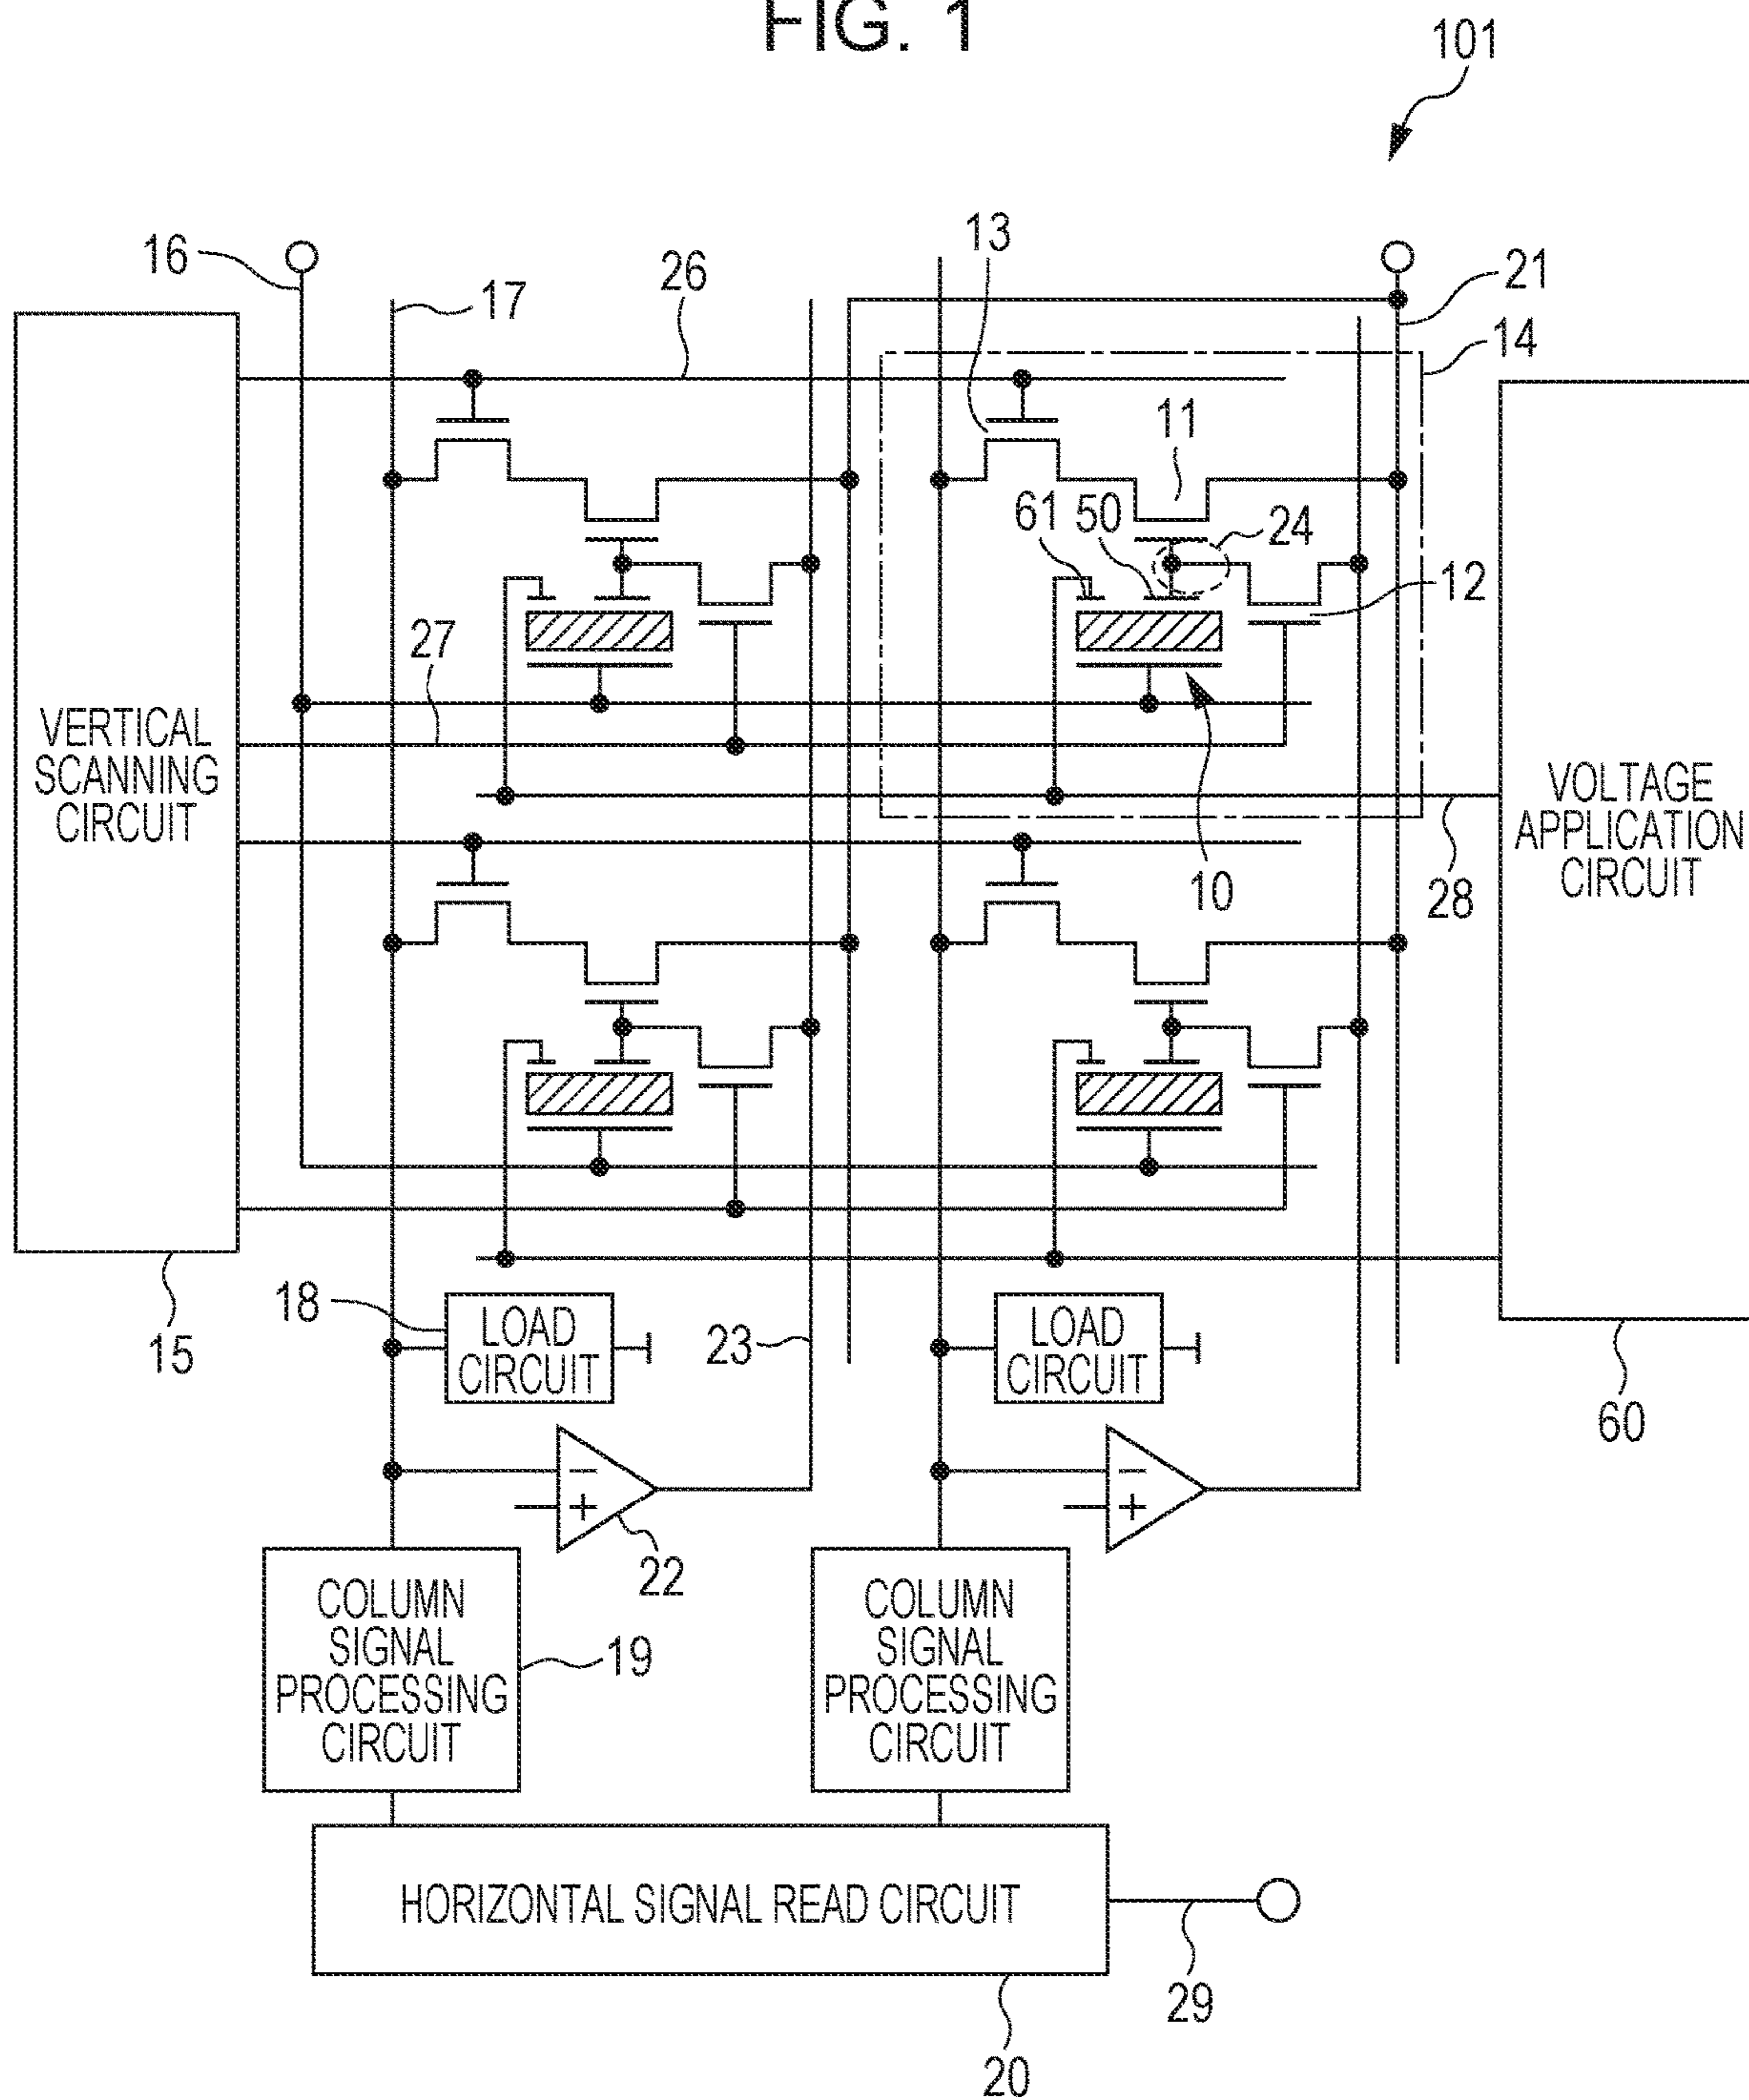 FIG. 1
101
16
17
26
13
21
14
11
61
50
24
12
27
VERTICAL
SCANNING
CIRCUIT
VOLTAGE
APPLICATION
CIRCUIT
10
28
15
18
LOAD
CIRCUIT
23
LOAD
CIRCUIT
60
−
+
22
−
+
COLUMN
SIGNAL
PROCESSING
CIRCUIT
19
COLUMN
SIGNAL
PROCESSING
CIRCUIT
HORIZONTAL SIGNAL READ CIRCUIT
29
20